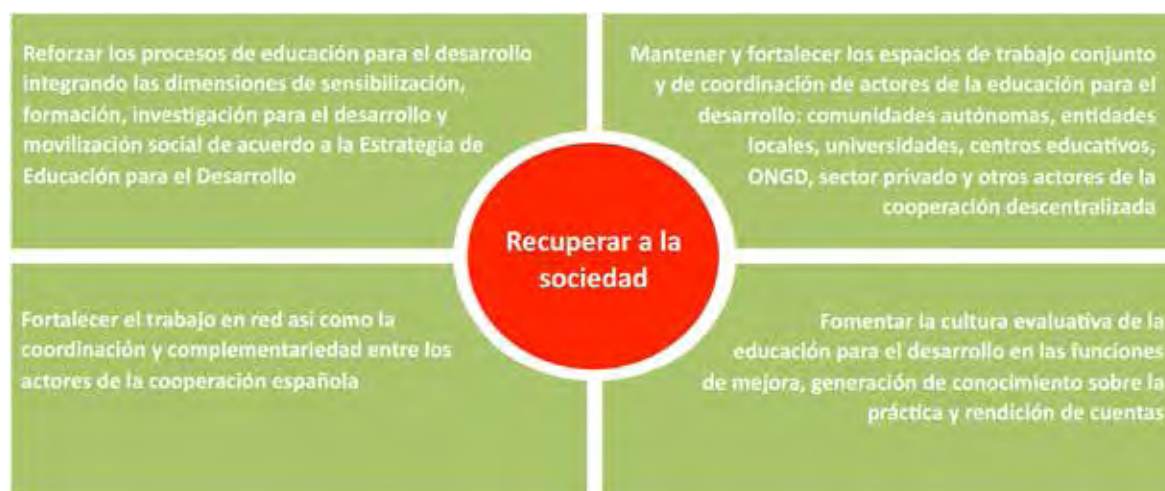 Reforzar los procesos de educación para el desarrollo
integrando las dimensiones de sensibilización,
formación, investigación para el desarrollo y
movilización social de acuerdo a la Estrategia de
Educación para el Desarrollo
Mantener y fortalecer los espacios de trabajo conjunto
y de coordinación de actores de la educación para el
desarrollo: comunidades autónomas, entidades
locales, universidades, centros educativos,
ONGD, sector privado y otros actores de la
cooperación descentralizada
Recuperar a la
sociedad
Fortalecer el trabajo en red así como la
coordinación y complementariedad entre los
actores de la cooperación española
Fomentar la cultura evaluativa de la
educación para el desarrollo en las funciones
de mejora, generación de conocimiento sobre la
práctica y rendición de cuentas